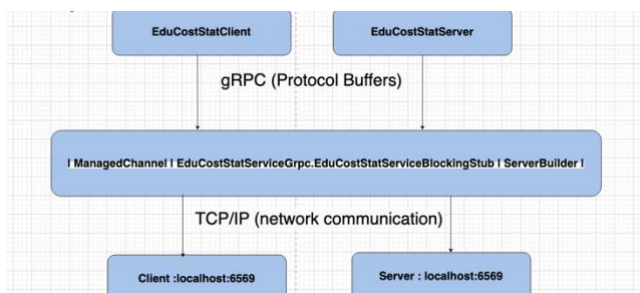 EduCostStatClient
EduCostStatServer
gRPC (Protocol Buffers)
I ManagedChannel I EduCostStatServiceGrpc.EduCostStatServiceBlockingStub I ServerBuilder I
TCP/IP (network communication)
Client :localhost:6569
Server : localhost:6569